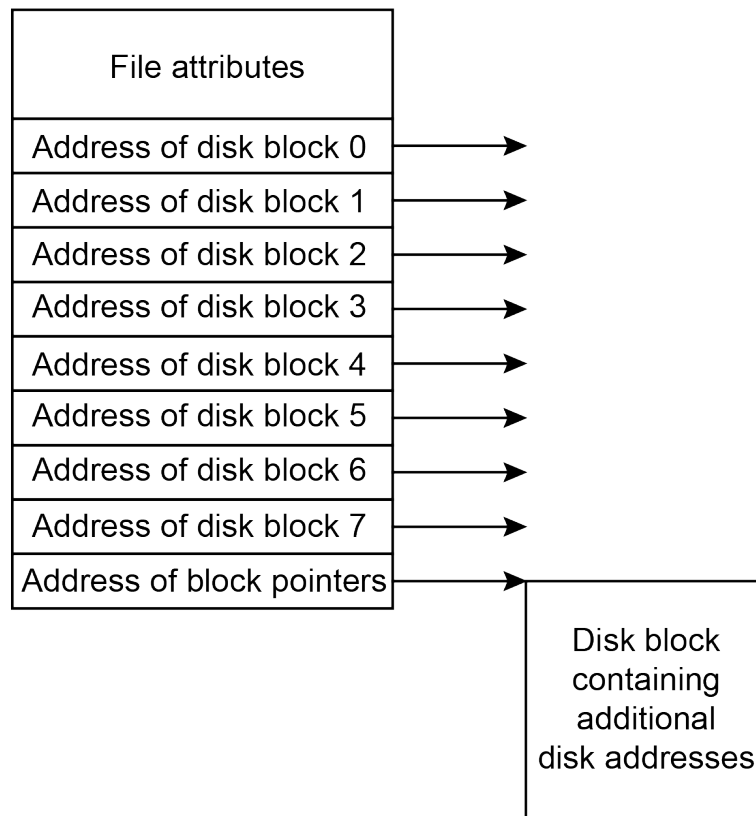 File attributes
Address of disk block 0
Address of disk block 1
Address of disk block 2
Address of disk block 3
Address of disk block 4
Address of disk block 5
Address of disk block 6
Address of disk block 7
Address of block pointers
Disk block
containing
additional
disk addresses